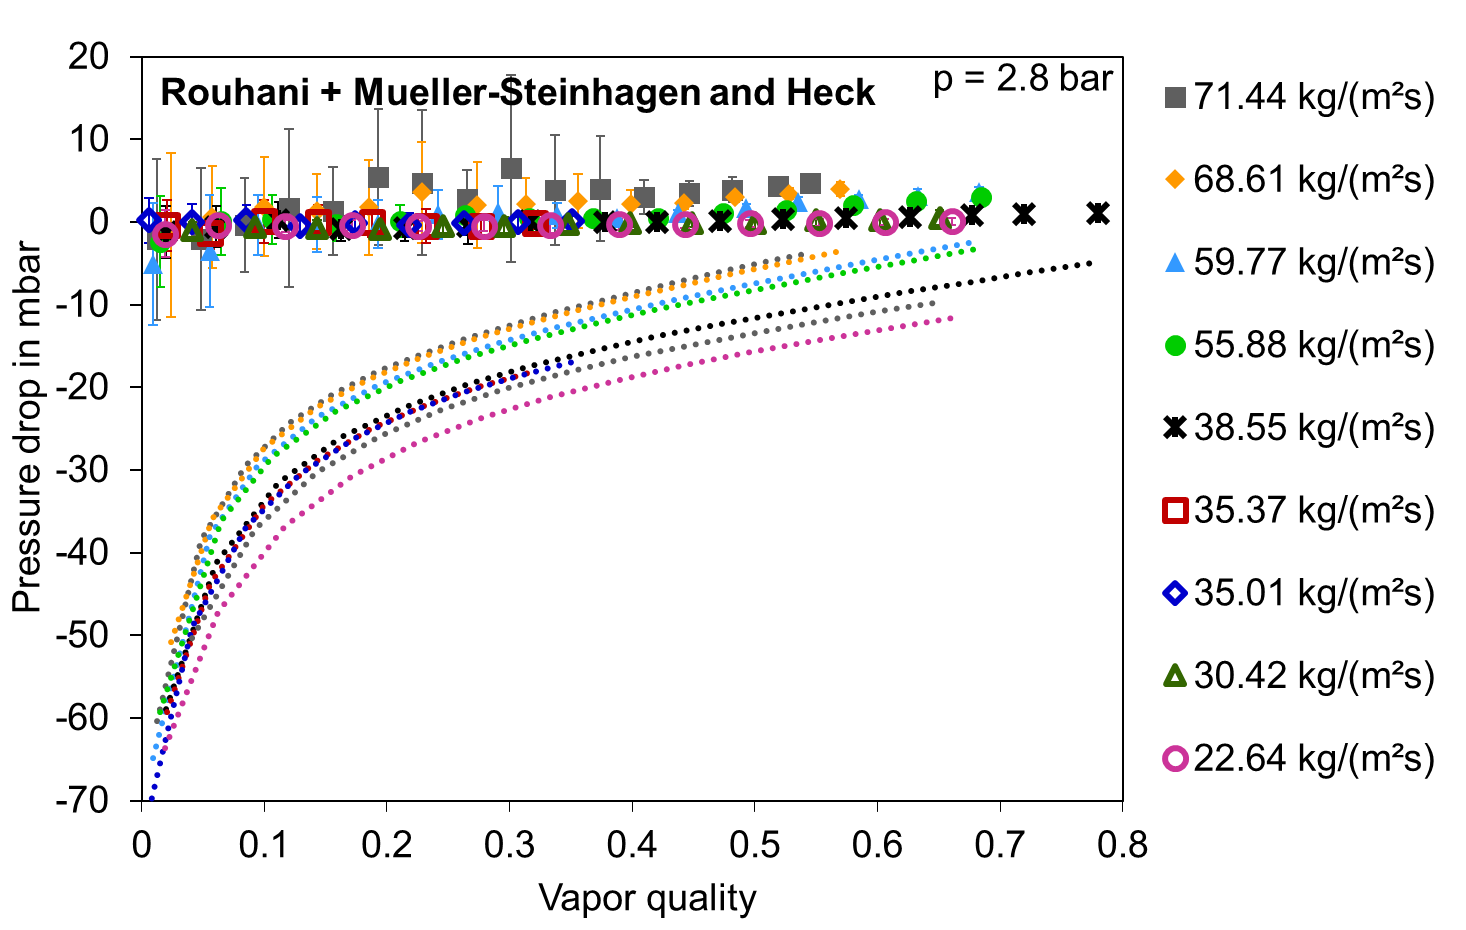 Rouhani + Mueller-Steinhagen and Heck
p = 2.8 bar
Pressure drop in mbar
20
10
0
-10
-20
-30
-40
-50
-60
-70
0
0.1
0.2
0.3
0.4
0.5
0.6
0.7
0.8
Vapor quality
71.44 kg/(m²s)
68.61 kg/(m²s)
59.77 kg/(m²s)
55.88 kg/(m²s)
38.55 kg/(m²s)
35.37 kg/(m²s)
35.01 kg/(m²s)
30.42 kg/(m²s)
22.64 kg/(m²s)